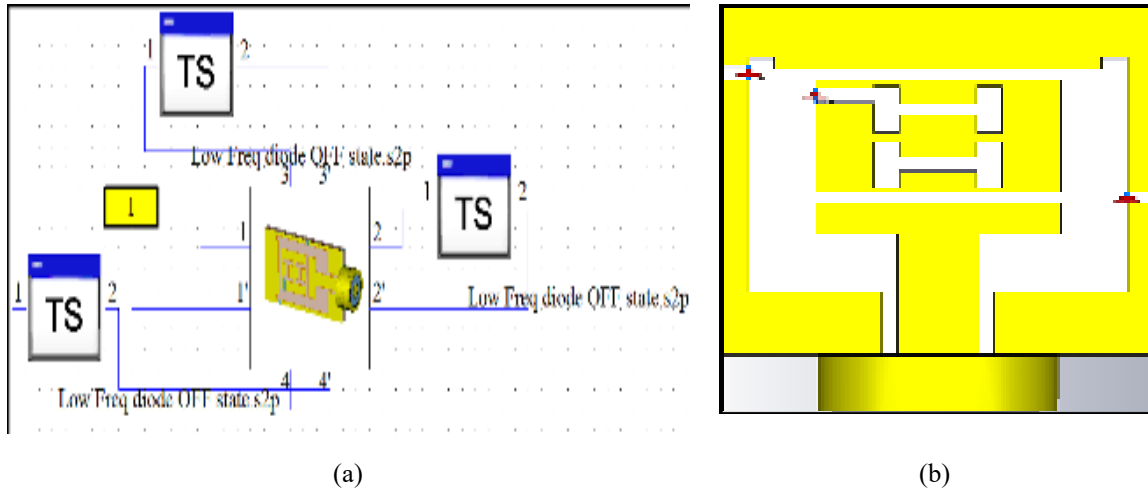 1 TS 2
Low Freq diode OFF state.s2p
3 3'
1 TS 2
1
1 2
1' 2'
1 TS 2
Low Freq diode OFF state.s2p
4 4'
Low Freq diode OFF state.s2p
(a) (b)